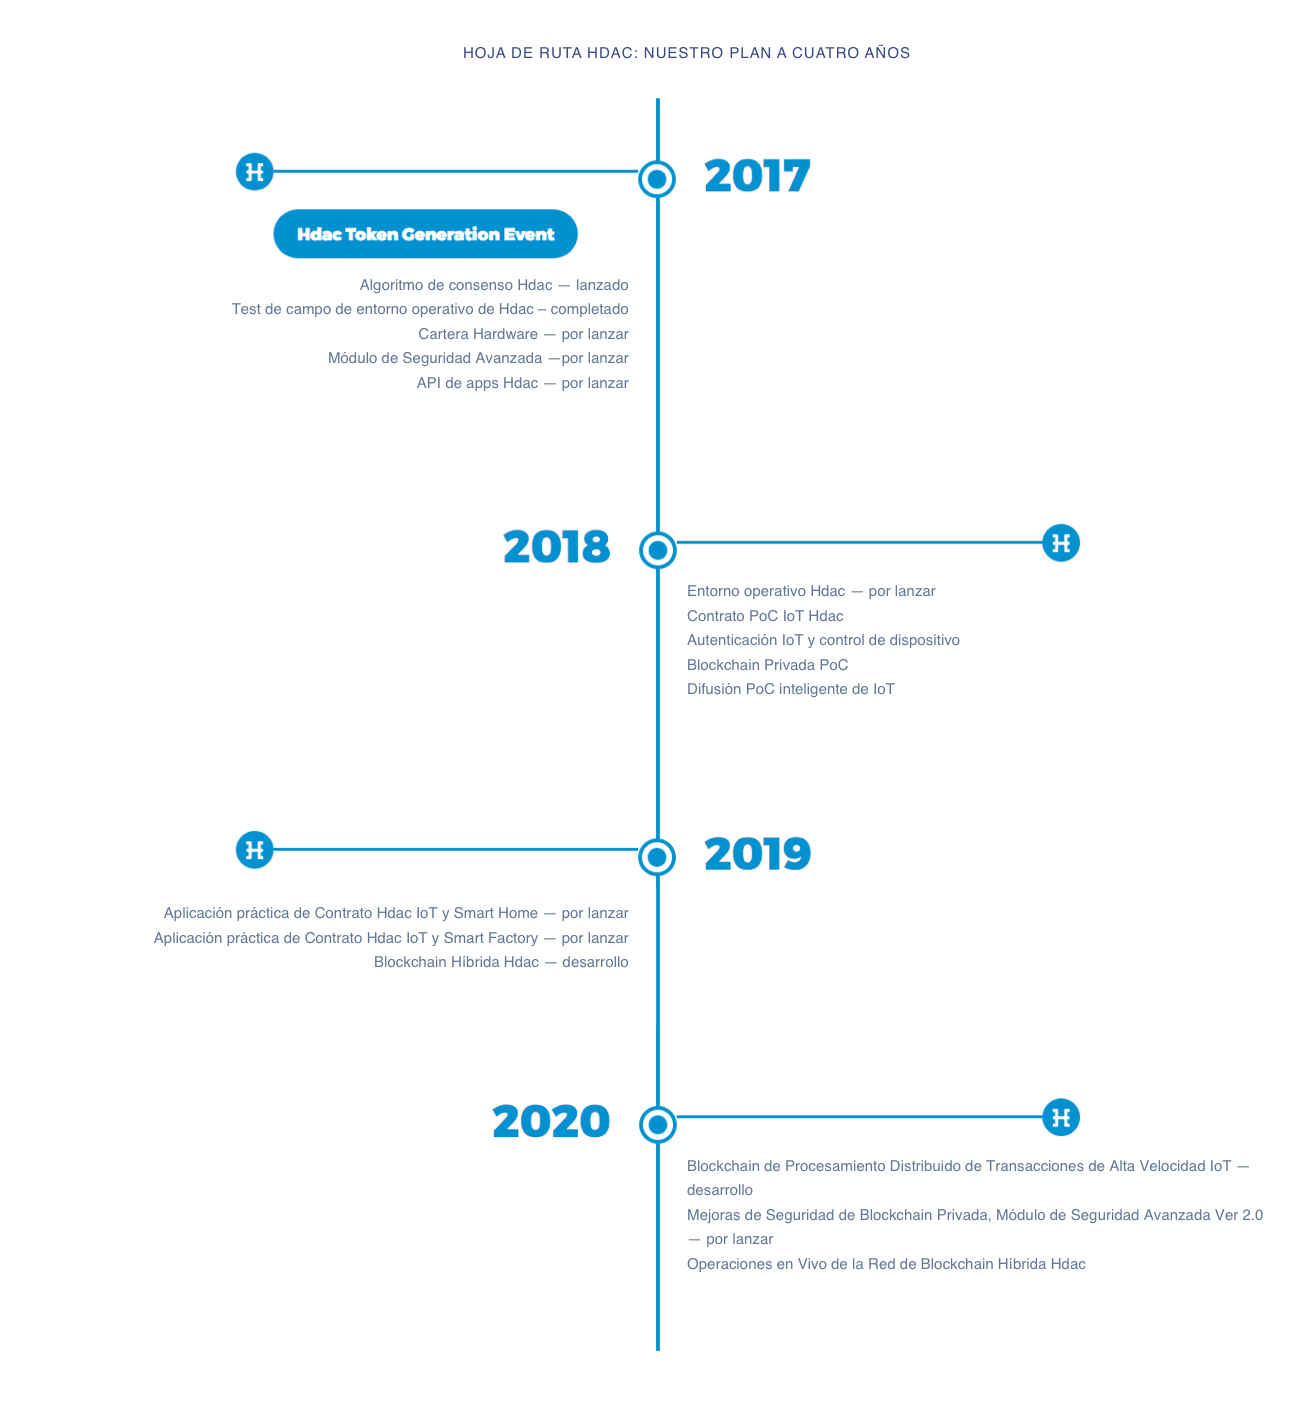 HOJA DE RUTA HDAC: NUESTRO PLAN A CUATRO AÑOS
2017
Hdac Token Generation Event
Algoritmo de consenso Hdac — lanzado
Test de campo de entorno operativo de Hdac – completado
Cartera Hardware — por lanzar
Módulo de Seguridad Avanzada —por lanzar
API de apps Hdac — por lanzar
2018
Entorno operativo Hdac — por lanzar
Contrato PoC IoT Hdac
Autenticación IoT y control de dispositivo
Blockchain Privada PoC
Difusión PoC inteligente de IoT
2019
Aplicación práctica de Contrato Hdac IoT y Smart Home — por lanzar
Aplicación práctica de Contrato Hdac IoT y Smart Factory — por lanzar
Blockchain Híbrida Hdac — desarrollo
2020
Blockchain de Procesamiento Distribuido de Transacciones de Alta Velocidad IoT —
desarrollo
Mejoras de Seguridad de Blockchain Privada, Módulo de Seguridad Avanzada Ver 2.0
— por lanzar
Operaciones en Vivo de la Red de Blockchain Híbrida Hdac